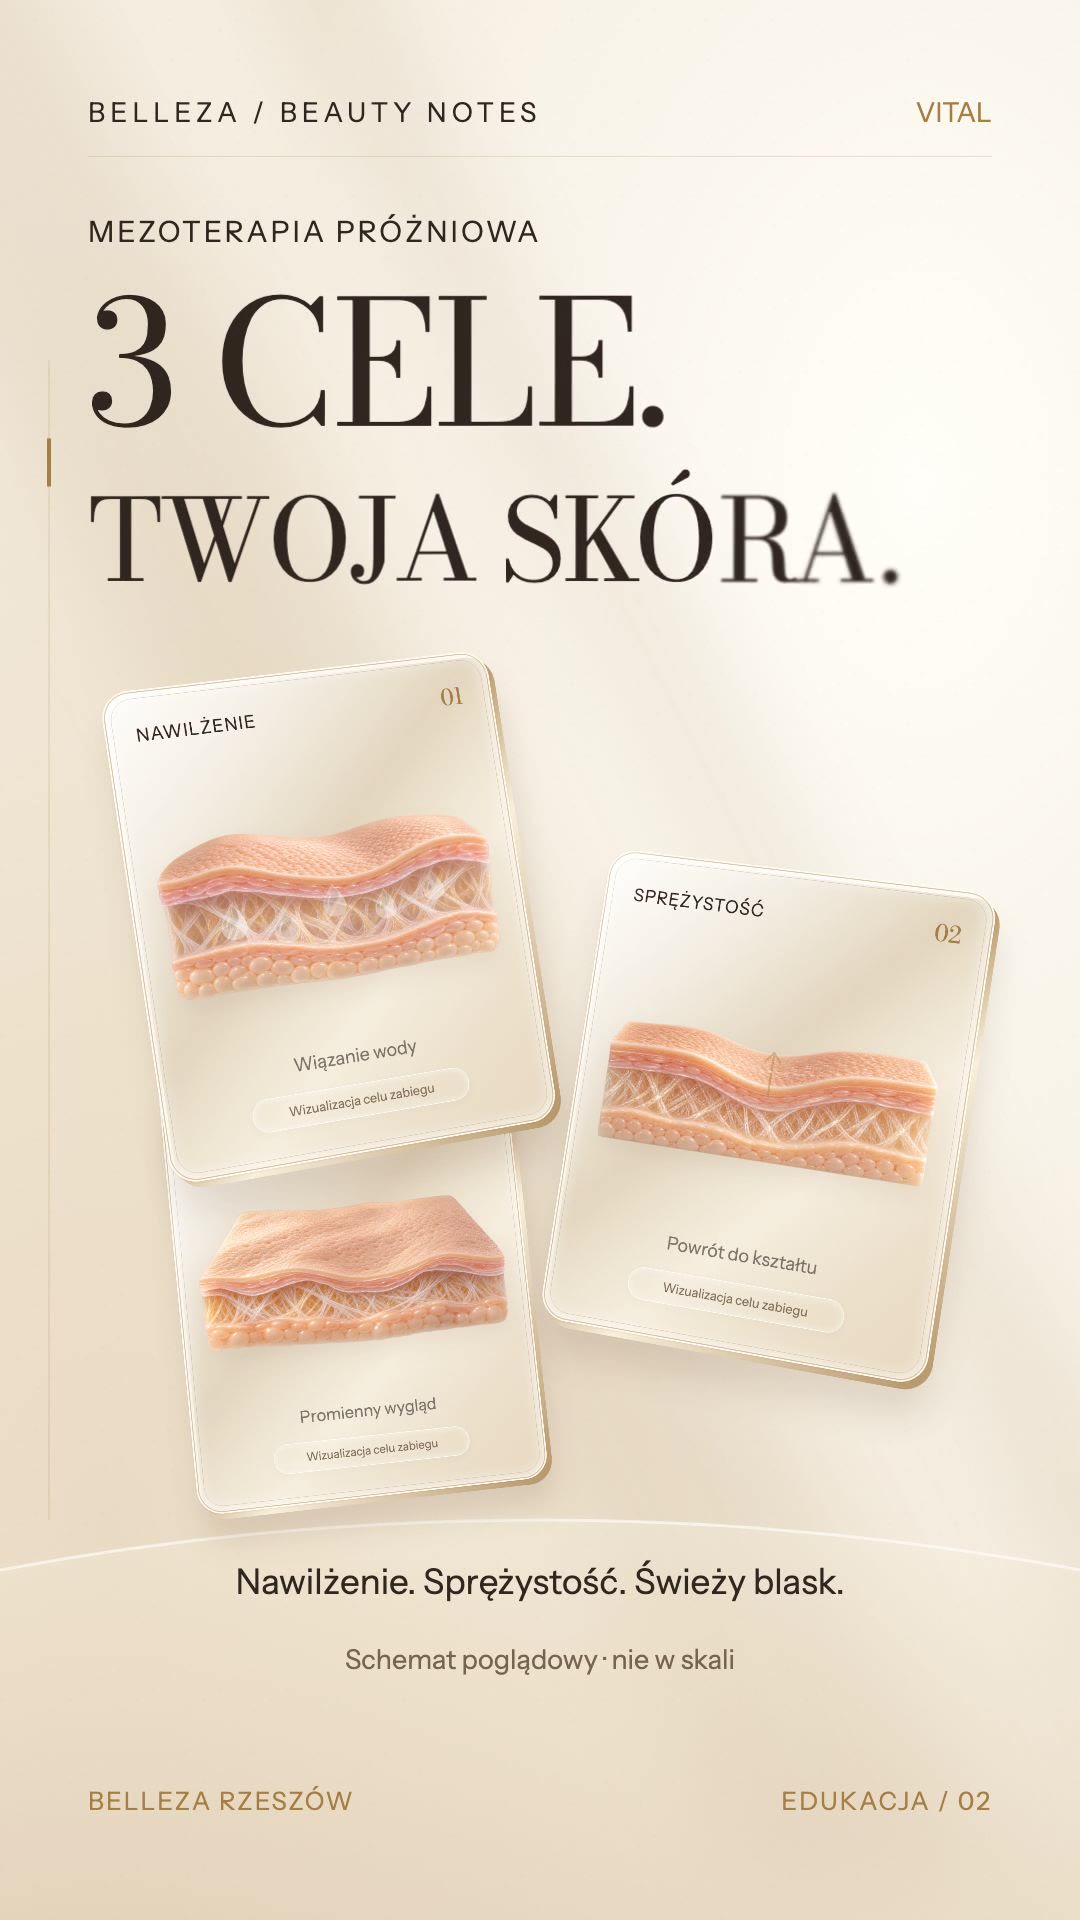 BELLEZA / BEAUTY NOTES
VITAL
MEZOTERAPIA PRÓŻNIOWA
3 CELE.
TWOJA SKÓRA.
NAWILŻENIE
01
Wiązanie wody
Wizualizacja celu zabiegu
SPRĘŻYSTOŚĆ
02
Powrót do kształtu
Wizualizacja celu zabiegu
Promienny wygląd
Wizualizacja celu zabiegu
Nawilżenie. Sprężystość. Świeży blask.
Schemat poglądowy · nie w skali
BELLEZA RZESZÓW
EDUKACJA / 02